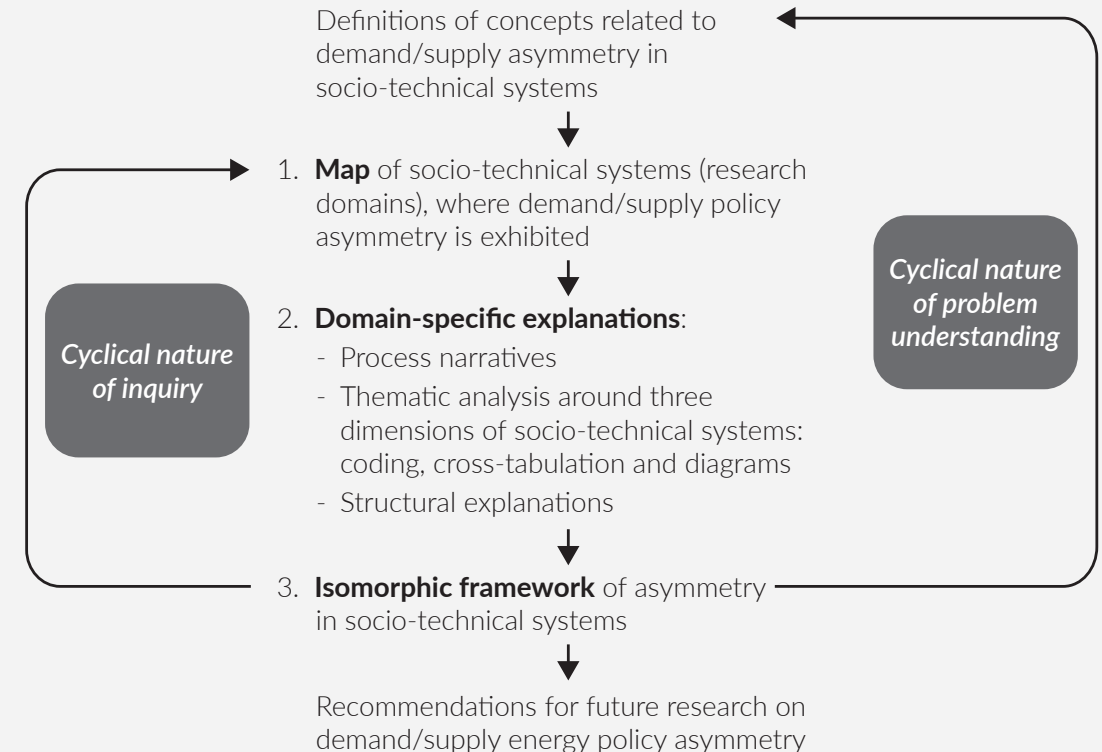 Definitions of concepts related to
demand/supply asymmetry in
socio-technical systems
1. Map of socio-technical systems (research
domains), where demand/supply policy
asymmetry is exhibited
Cyclical nature
of problem
understanding
Cyclical nature
of inquiry
2. Domain-specific explanations:
- Process narratives
- Thematic analysis around three
dimensions of socio-technical systems:
coding, cross-tabulation and diagrams
- Structural explanations
3. Isomorphic framework of asymmetry
in socio-technical systems
Recommendations for future research on
demand/supply energy policy asymmetry